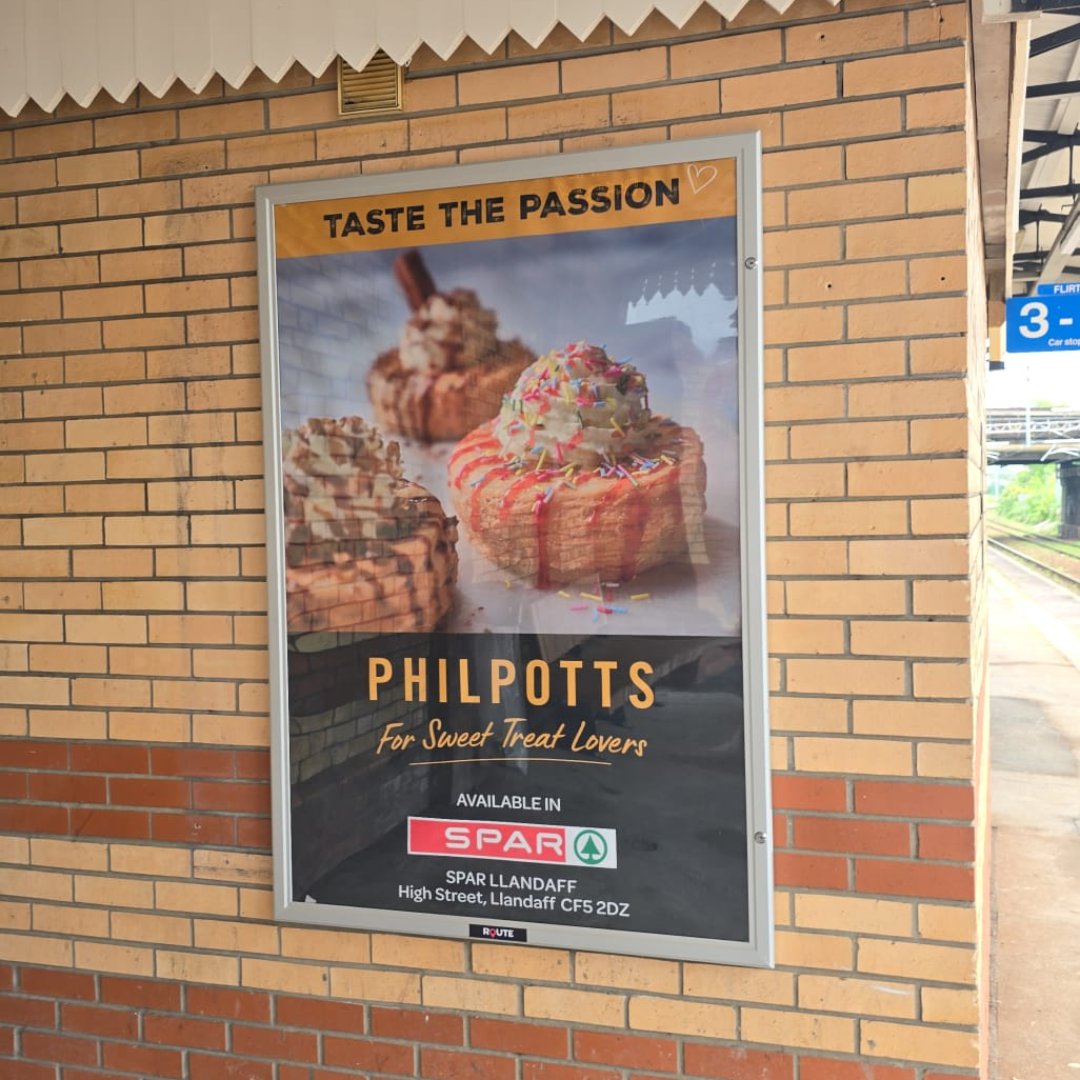 TASTE THE PASSION
PHILPOTTS
For Sweet Treat Lovers
AVAILABLE IN
SPAR
SPAR LLANDAFF
High Street, Llandaff CF5 2DZ
ROUTE
FLIRT
3 -
Car stop